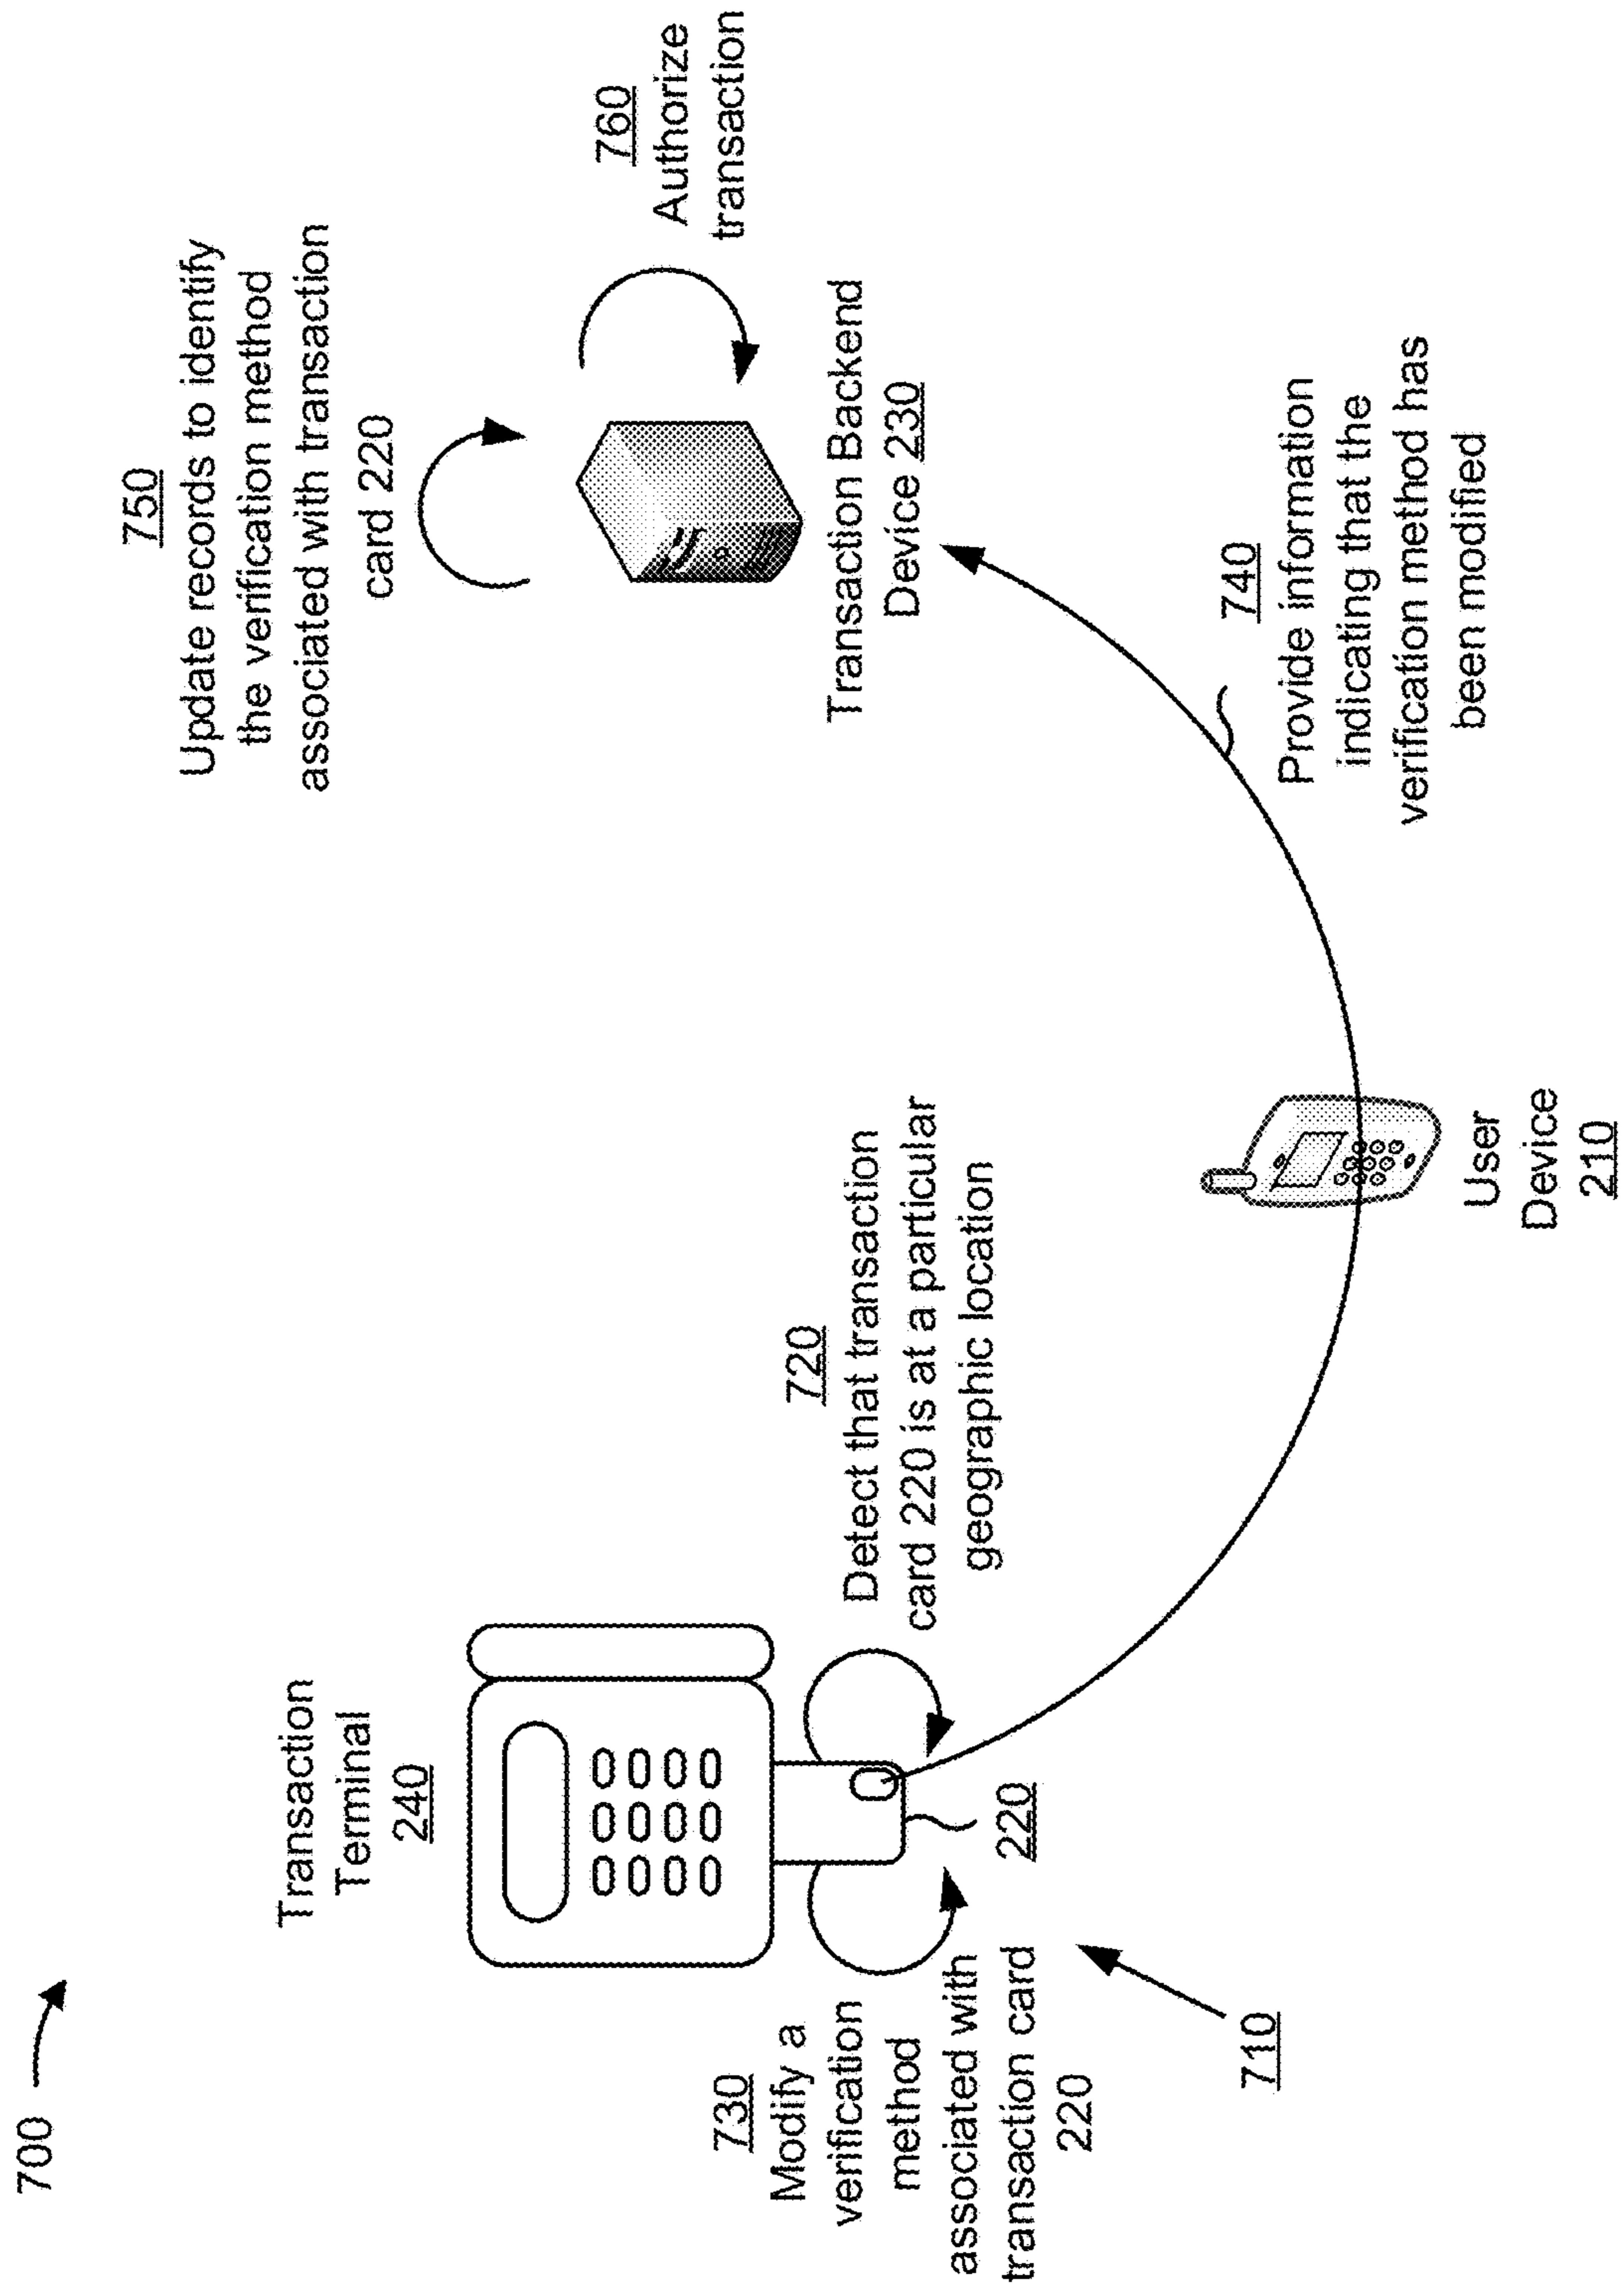 700
Transaction
Terminal
240
730
Modify a
verification
method
associated with
transaction card
220
710
220
720
Detect that transaction
card 220 is at a particular
geographic location
User
Device
210
740
Provide information
indicating that the
verification method has
been modified
Transaction Backend
Device 230
750
Update records to identify
the verification method
associated with transaction
card 220
760
Authorize
transaction